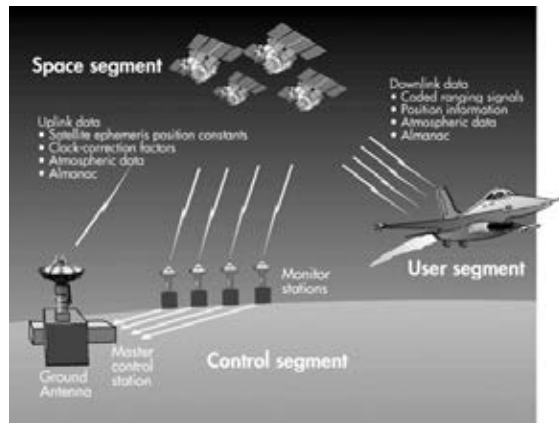 Space segment
Downlink data
• Coded ranging signals
• Position information
• Atmospheric data
• Almanac
Uplink data
• Satellite ephemeris position constants
• Clock-correction factors
• Atmospheric data
• Almanac
User segment
Monitor
stations
Control segment
Master
control
station
Ground
Antenna